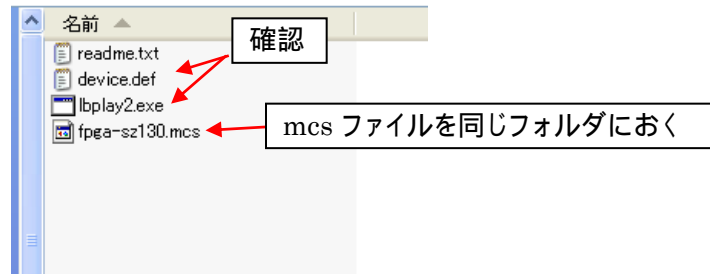 名前
確認
readme.txt
device.def
lbplay2.exe
fpga-sz130.mcs
mcs ファイルを同じフォルダにおく